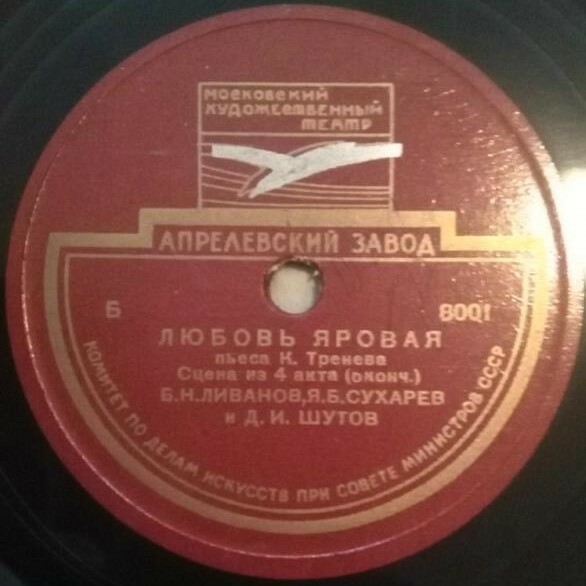 МОСКОВСКИЙ
ХУДОЖЕСТВЕННЫЙ
ТЕАТР
АПРЕЛЕВСКИЙ ЗАВОД
Б 8001
ЛЮБОВЬ ЯРОВАЯ
пьеса К. Тренева
Сцена из 4 акта (оконч.)
Б.Н.ЛИВАНОВ,Я.Б.СУХАРЕВ
и Д.И. ШУТОВ
КОМИТЕТ ПО ДЕЛАМ ИСКУССТВ ПРИ СОВЕТЕ МИНИСТРОВ СССР